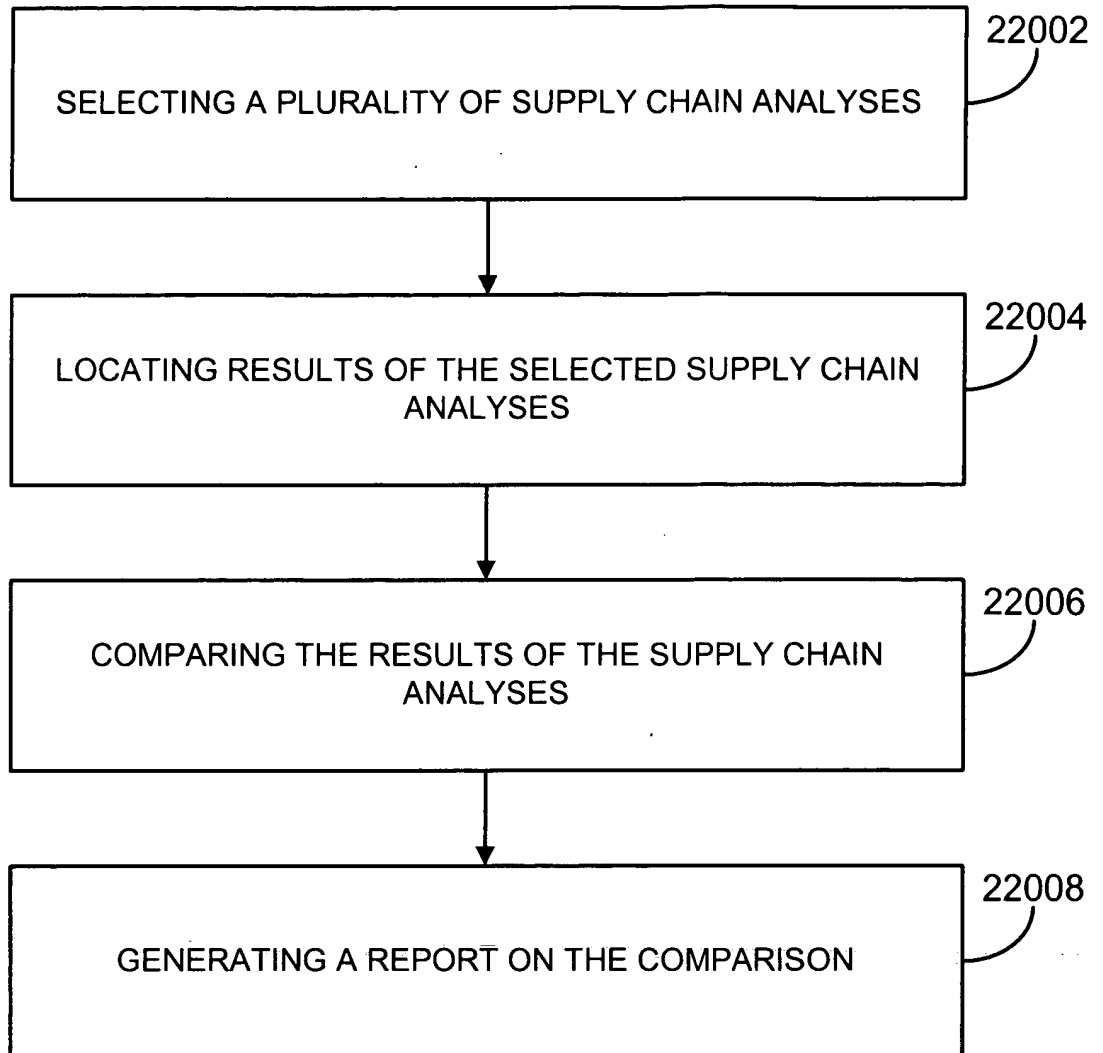 22002
SELECTING A PLURALITY OF SUPPLY CHAIN ANALYSES
22004
LOCATING RESULTS OF THE SELECTED SUPPLY CHAIN
ANALYSES
22006
COMPARING THE RESULTS OF THE SUPPLY CHAIN
ANALYSES
22008
GENERATING A REPORT ON THE COMPARISON